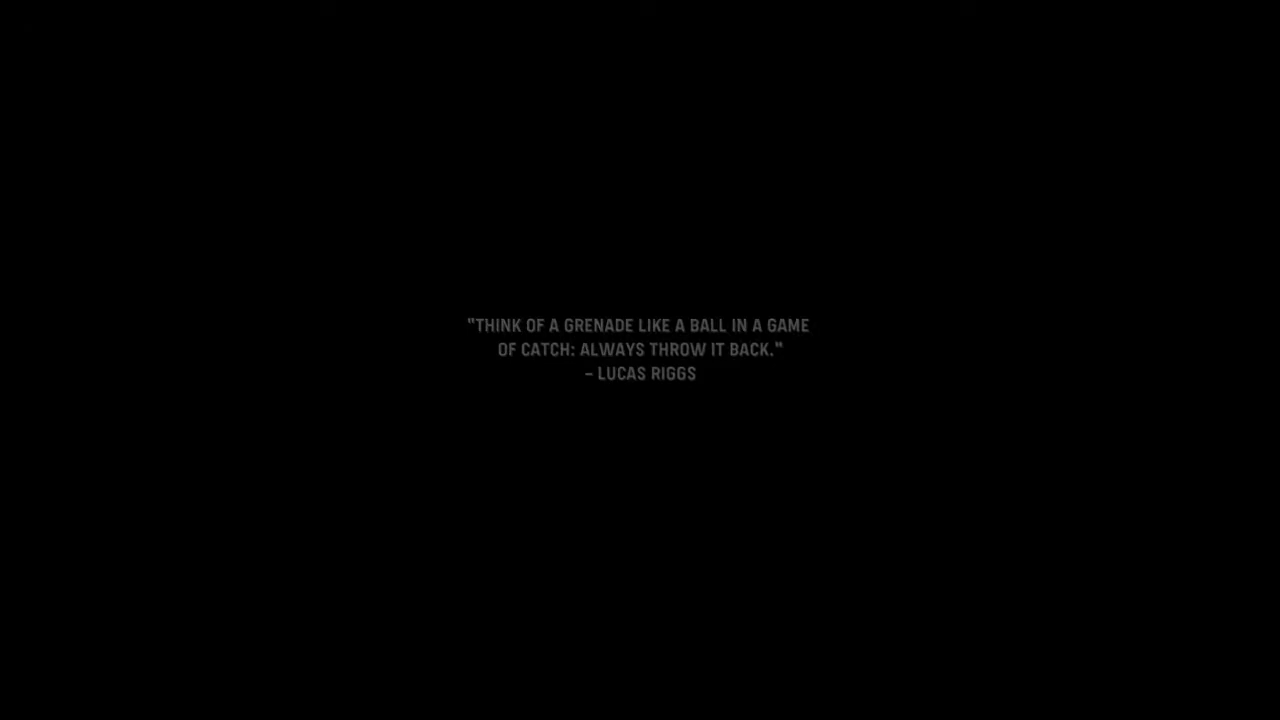 "THINK OF A GRENADE LIKE A BALL IN A GAME
OF CATCH: ALWAYS THROW IT BACK."
– LUCAS RIGGS